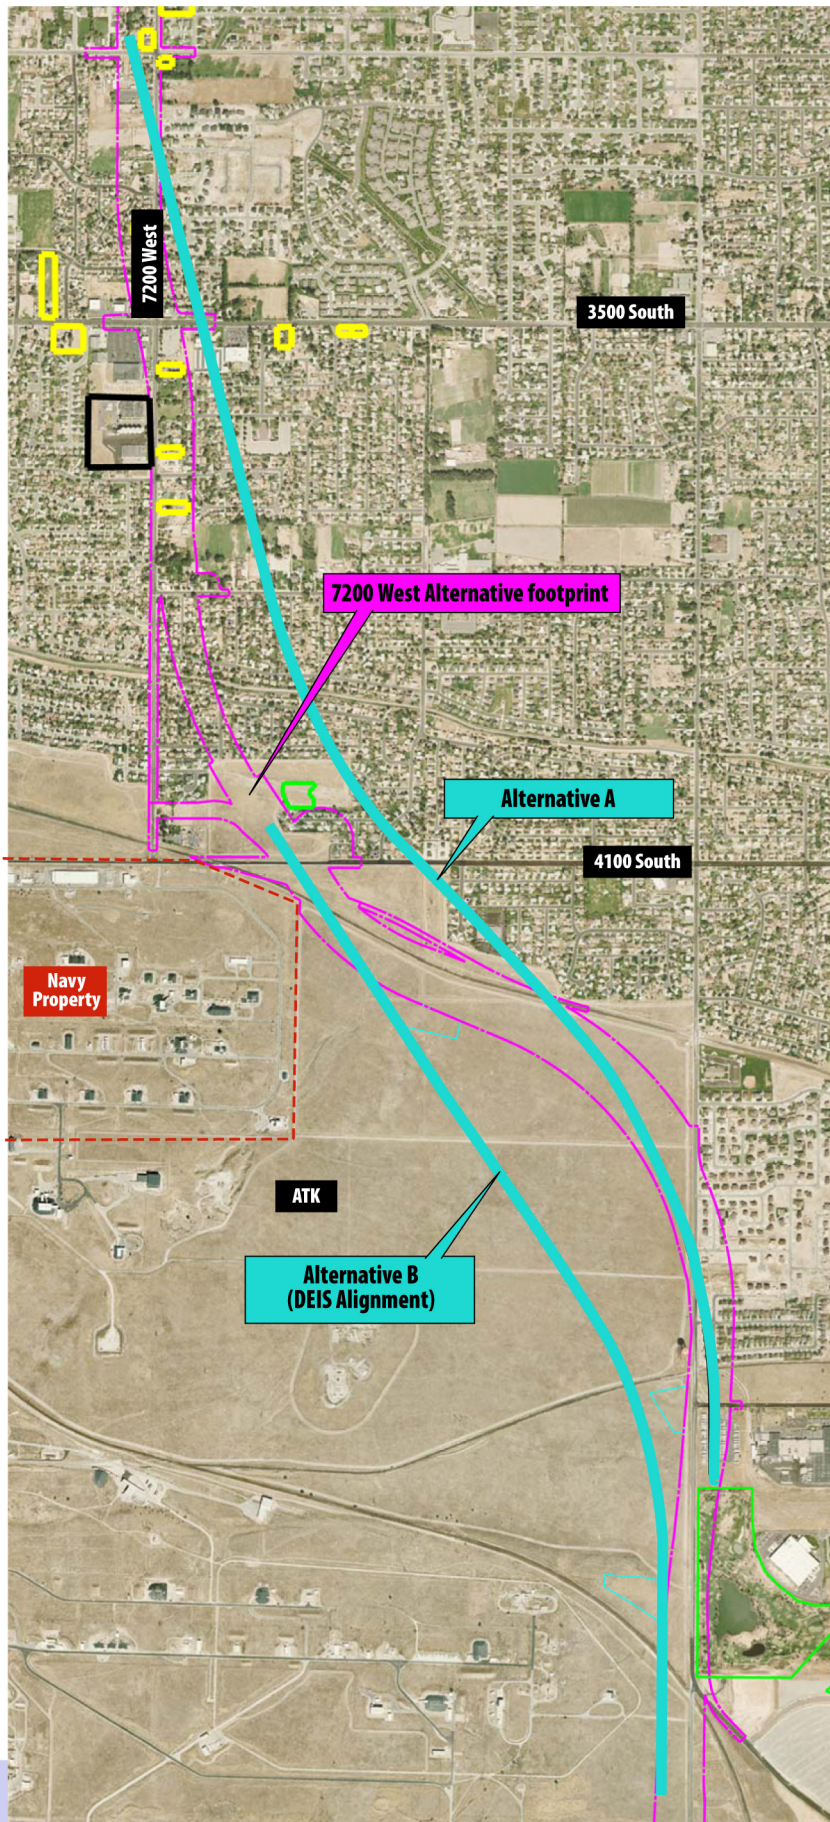 7200 West
3500 South
7200 West Alternative footprint
Alternative A
4100 South
Navy
Property
ATK
Alternative B
(DEIS Alignment)